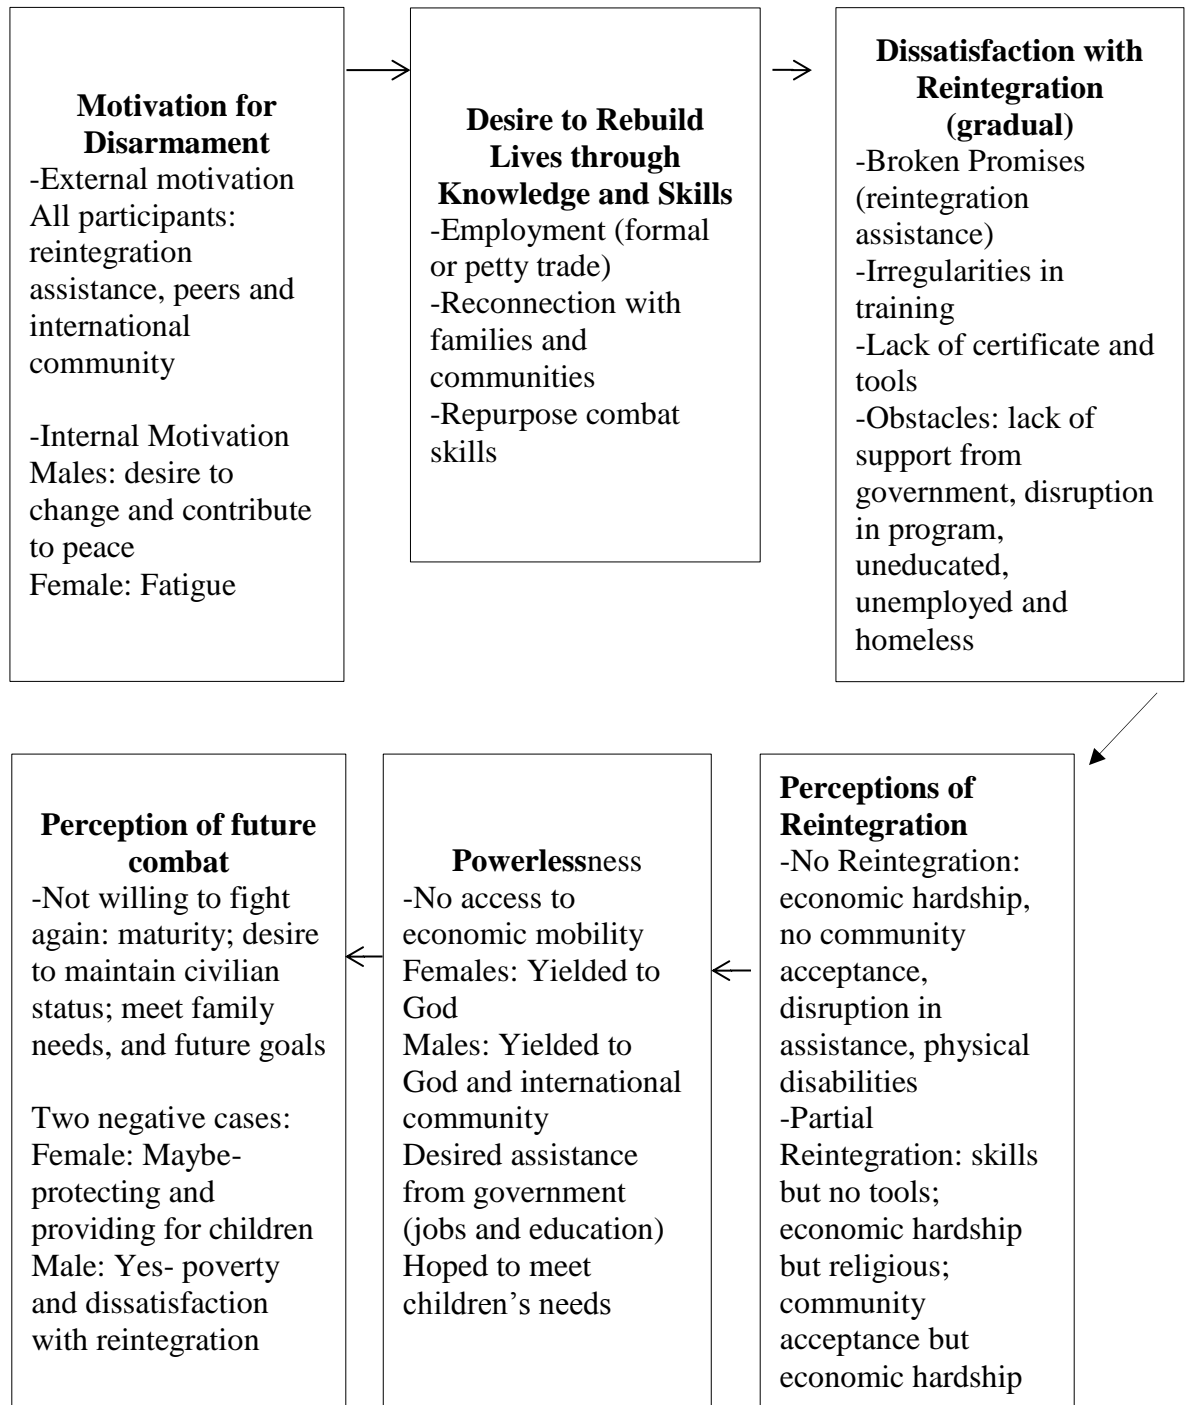 Motivation for
Disarmament
-External motivation
All participants:
reintegration
assistance, peers and
international
community
-Internal Motivation
Males: desire to
change and contribute
to peace
Female: Fatigue
Desire to Rebuild
Lives through
Knowledge and Skills
-Employment (formal
or petty trade)
-Reconnection with
families and
communities
-Repurpose combat
skills
Dissatisfaction with
Reintegration
(gradual)
-Broken Promises
(reintegration
assistance)
-Irregularities in
training
-Lack of certificate and
tools
-Obstacles: lack of
support from
government, disruption
in program,
uneducated,
unemployed and
homeless
Perceptions of
Reintegration
-No Reintegration:
economic hardship,
no community
acceptance,
disruption in
assistance, physical
disabilities
-Partial
Reintegration: skills
but no tools;
economic hardship
but religious;
community
acceptance but
economic hardship
Powerlessness
-No access to
economic mobility
Females: Yielded to
God
Males: Yielded to
God and international
community
Desired assistance
from government
(jobs and education)
Hoped to meet
children’s needs
Perception of future
combat
-Not willing to fight
again: maturity; desire
to maintain civilian
status; meet family
needs, and future goals
Two negative cases:
Female: Maybe-
protecting and
providing for children
Male: Yes- poverty
and dissatisfaction
with reintegration